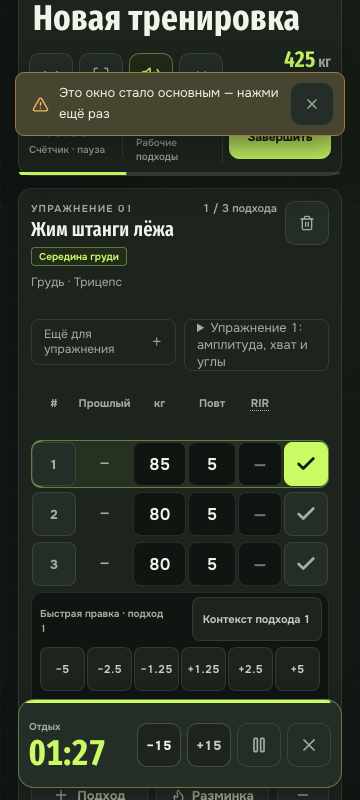 Новая тренировка
425 кг
Это окно стало основным — нажми
ещё раз
Счётчик · пауза
Рабочие
подходы
Завершить
УПРАЖНЕНИЕ 01
1 / 3 подхода
Жим штанги лёжа
Середина груди
Грудь · Трицепс
Ещё для
упражнения
+
▶ Упражнение 1:
амплитуда, хват и
углы
# Прошлый кг Повт RIR
1 – 85 5 —
2 – 80 5 —
3 – 80 5 —
Быстрая правка · подход
1
Контекст подхода 1
−5 −2.5 −1.25 +1.25 +2.5 +5
Отдых
01:27
−15 +15
+ Подход
Разминка
−